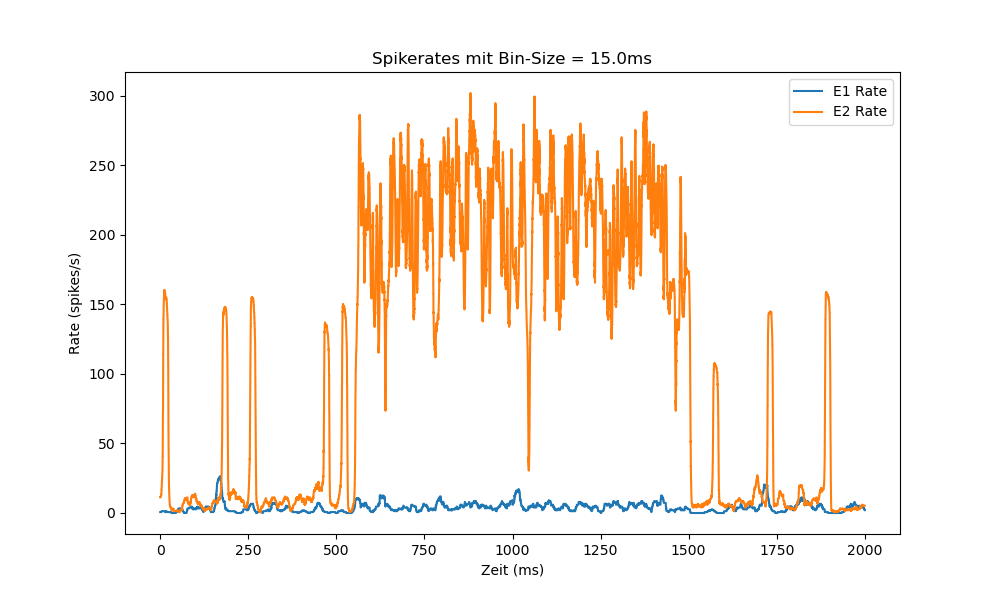 Spikerates mit Bin-Size = 15.0ms
E1 Rate
E2 Rate
Rate (spikes/s)
300
250
200
150
100
50
0
0 250 500 750 1000 1250 1500 1750 2000
Zeit (ms)